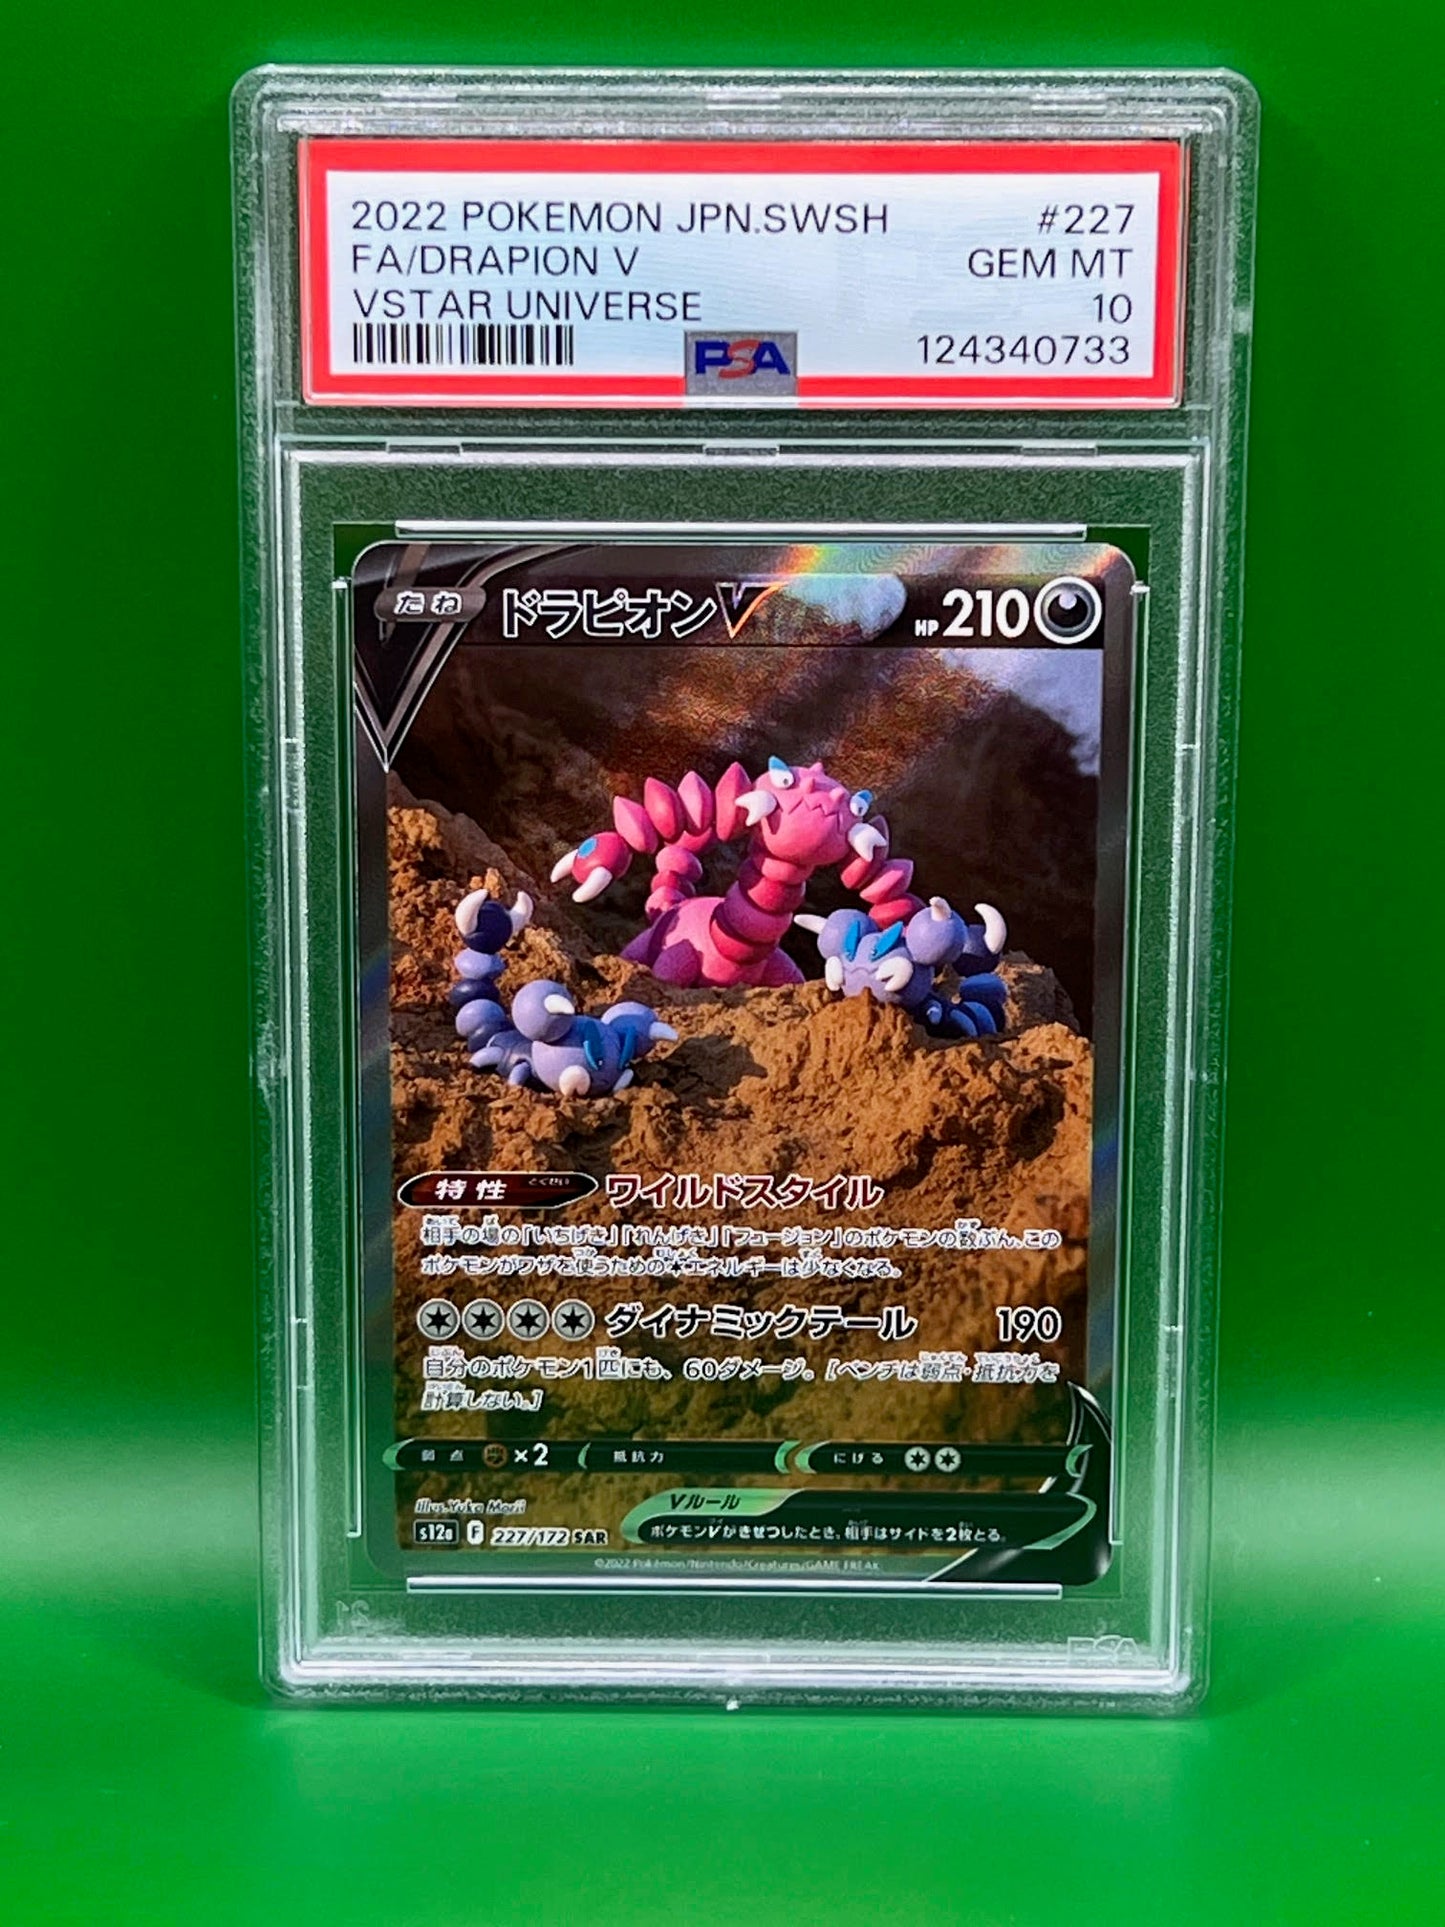 2022 POKEMON JPN.SWSH #227
FA/DRAPION V GEM MT
VSTAR UNIVERSE 10
PSA 124340733
たね ドラピオンV HP 210
特性 とくせい ワイルドスタイル
相手の場の「いちげき」「れんげき」「フュージョン」のポケモンの数ぶん、この
ポケモンがワザを使うためのエネルギーは少なくなる。
ダイナミックテール 190
自分のポケモン1匹にも、60ダメージ。[ベンチは弱点・抵抗力を
計算しない。]
弱点 ×2 抵抗力 にげる
Illus. Yuka Morii
Vルール
ポケモンVがきぜつしたとき、相手はサイドを2枚とる。
s12a F 227/172 SAR
©2022 Pokémon/Nintendo/Creatures/GAME FREAK